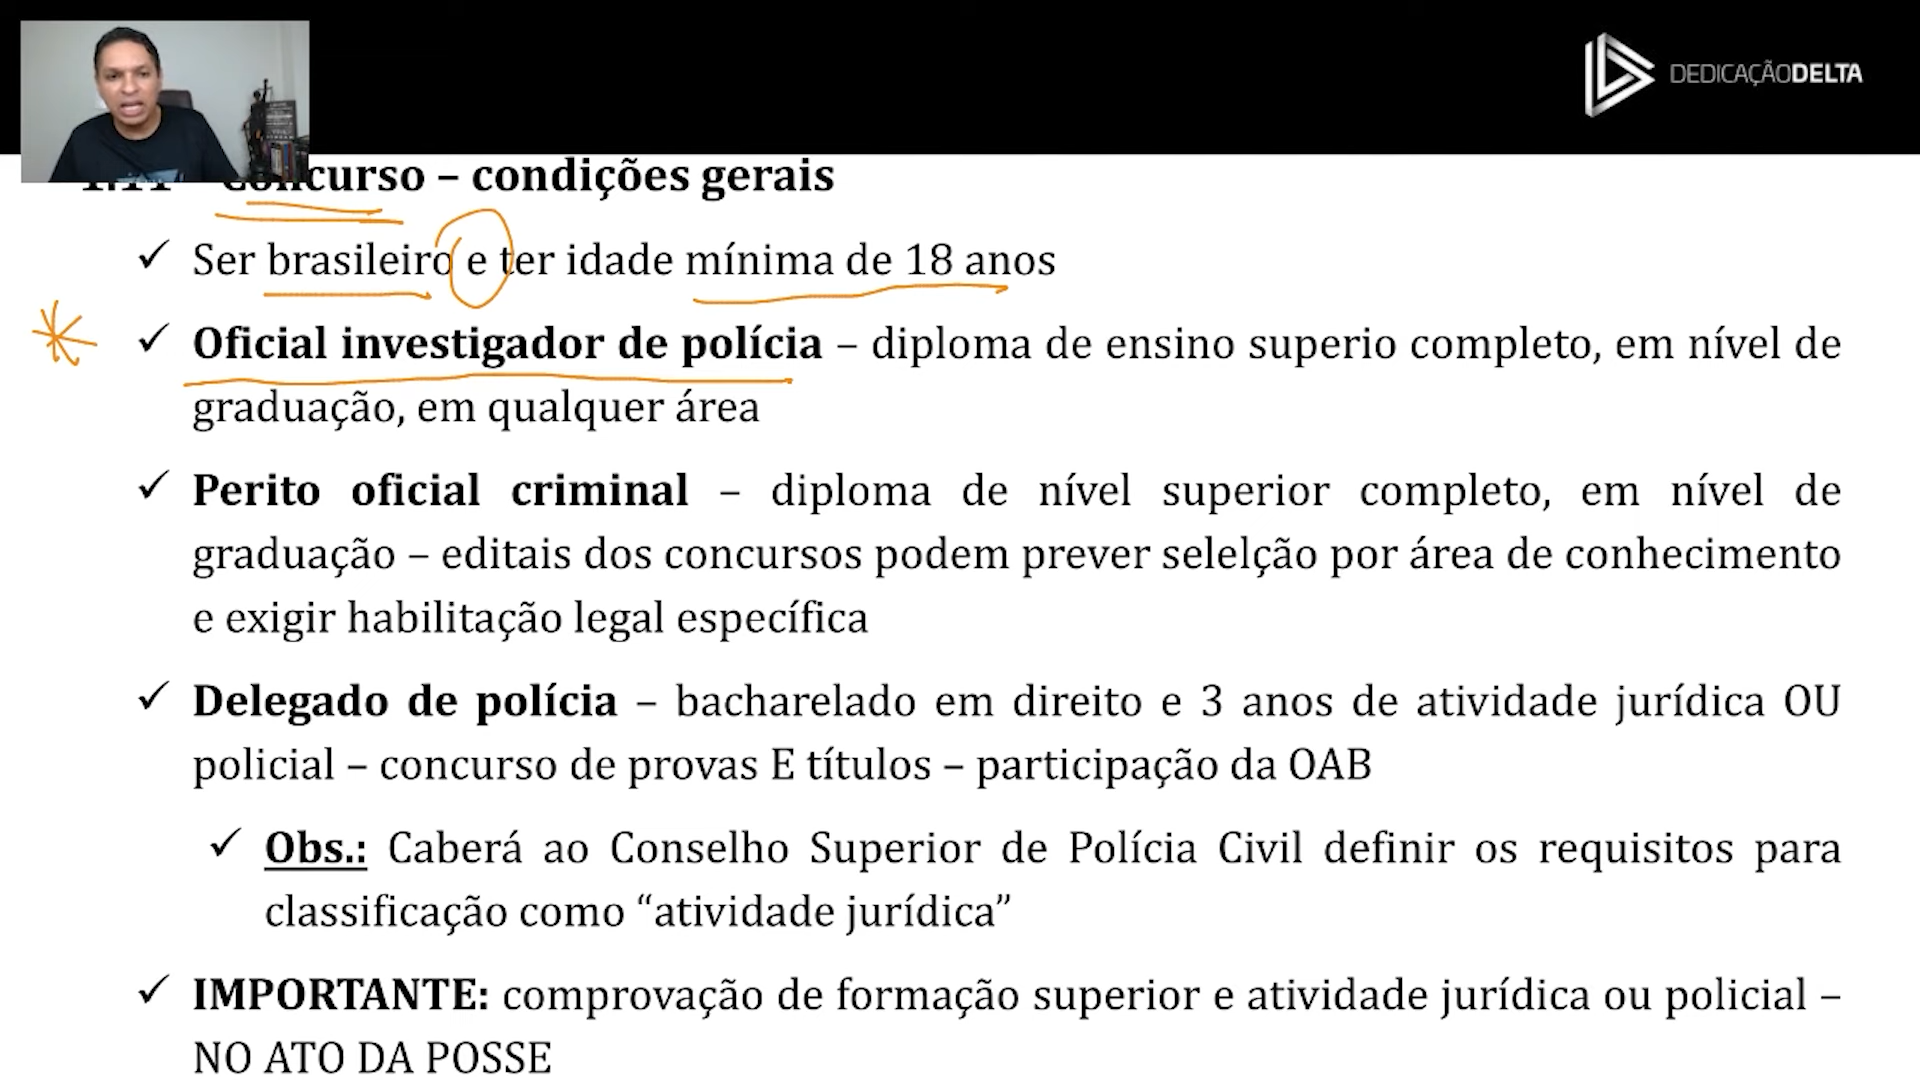 DEDICAÇÃODELTA
Concurso – condições gerais
✓ Ser brasileiro e ter idade mínima de 18 anos
✓ Oficial investigador de polícia – diploma de ensino superio completo, em nível de
graduação, em qualquer área
✓ Perito oficial criminal – diploma de nível superior completo, em nível de
graduação – editais dos concursos podem prever selelção por área de conhecimento
e exigir habilitação legal específica
✓ Delegado de polícia – bacharelado em direito e 3 anos de atividade jurídica OU
policial – concurso de provas E títulos – participação da OAB
✓ Obs.: Caberá ao Conselho Superior de Polícia Civil definir os requisitos para
classificação como “atividade jurídica”
✓ IMPORTANTE: comprovação de formação superior e atividade jurídica ou policial –
NO ATO DA POSSE